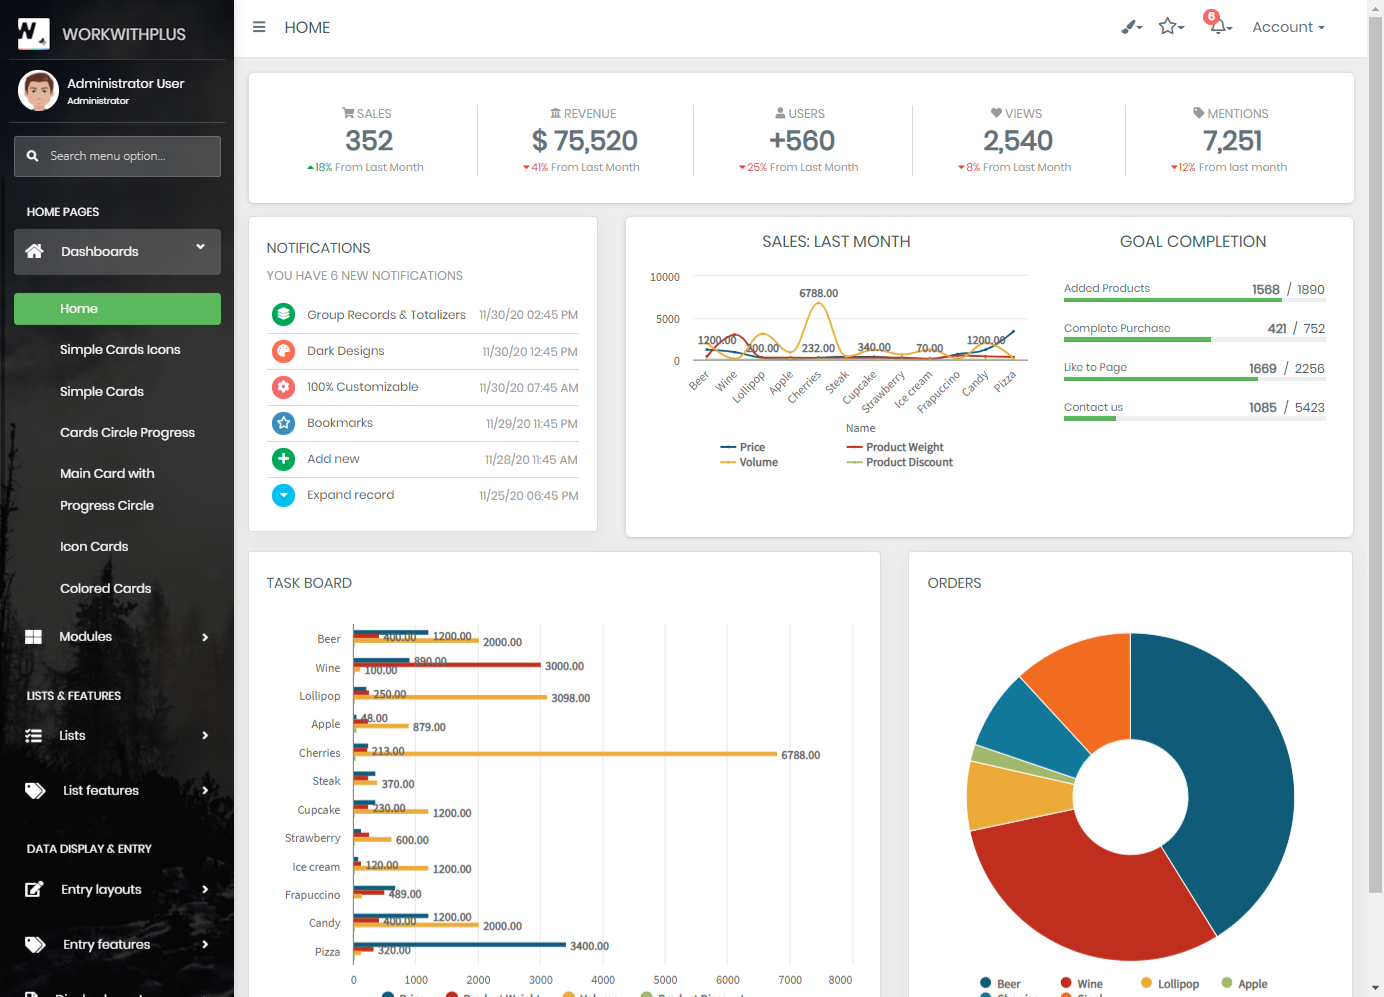 WORKWITHPLUS
Administrator User
Administrator
Search menu option...
HOME PAGES
Dashboards
Home
Simple Cards Icons
Simple Cards
Cards Circle Progress
Main Card with
Progress Circle
Icon Cards
Colored Cards
Modules
LISTS & FEATURES
Lists
List features
DATA DISPLAY & ENTRY
Entry layouts
Entry features
HOME
6
Account
SALES
352
18% From Last Month
REVENUE
$ 75,520
41% From Last Month
USERS
+560
25% From Last Month
VIEWS
2,540
8% From Last Month
MENTIONS
7,251
12% From last month
NOTIFICATIONS
YOU HAVE 6 NEW NOTIFICATIONS
Group Records & Totalizers 11/30/20 02:45 PM
Dark Designs 11/30/20 12:45 PM
100% Customizable 11/30/20 07:45 AM
Bookmarks 11/29/20 11:45 PM
Add new 11/28/20 11:45 AM
Expand record 11/25/20 06:45 PM
SALES: LAST MONTH
10000
5000
0
6788.00
1200.00 200.00 232.00 340.00 70.00 1200.00
Beer Wine Lollipop Apple Cherries Steak Cupcake Strawberry Ice cream Frapuccino Candy Pizza
Name
Price Product Weight
Volume Product Discount
GOAL COMPLETION
Added Products 1568 / 1890
Complete Purchase 421 / 752
Like to Page 1669 / 2256
Contact us 1085 / 5423
TASK BOARD
Beer 400.00 1200.00 2000.00
Wine 890.00 100.00 3000.00
Lollipop 250.00 3098.00
Apple 48.00 879.00
Cherries 213.00 6788.00
Steak 370.00
Cupcake 230.00 1200.00
Strawberry 600.00
Ice cream 120.00 1200.00
Frapuccino 489.00
Candy 400.00 1200.00 2000.00
Pizza 320.00 3400.00
0 1000 2000 3000 4000 5000 6000 7000 8000
Price Product Weight Volume Product Discount
ORDERS
Beer Wine Lollipop Apple
Cherries Steak